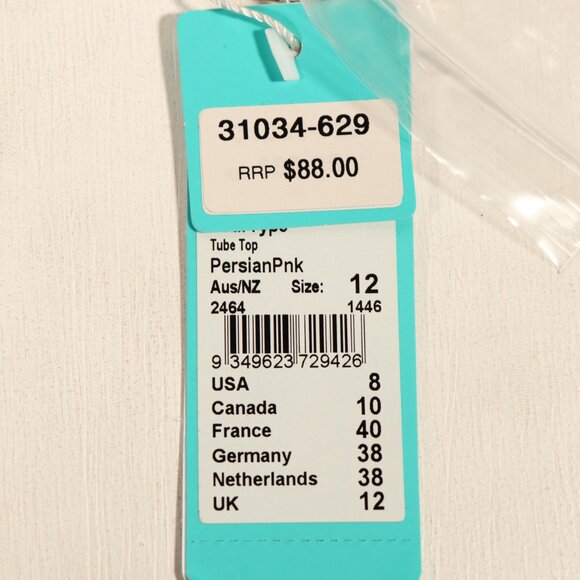 31034-629
RRP $88.00
Type
Tube Top
PersianPnk
Aus/NZ Size: 12
2464 1446
9 349623 729426
USA 8
Canada 10
France 40
Germany 38
Netherlands 38
UK 12